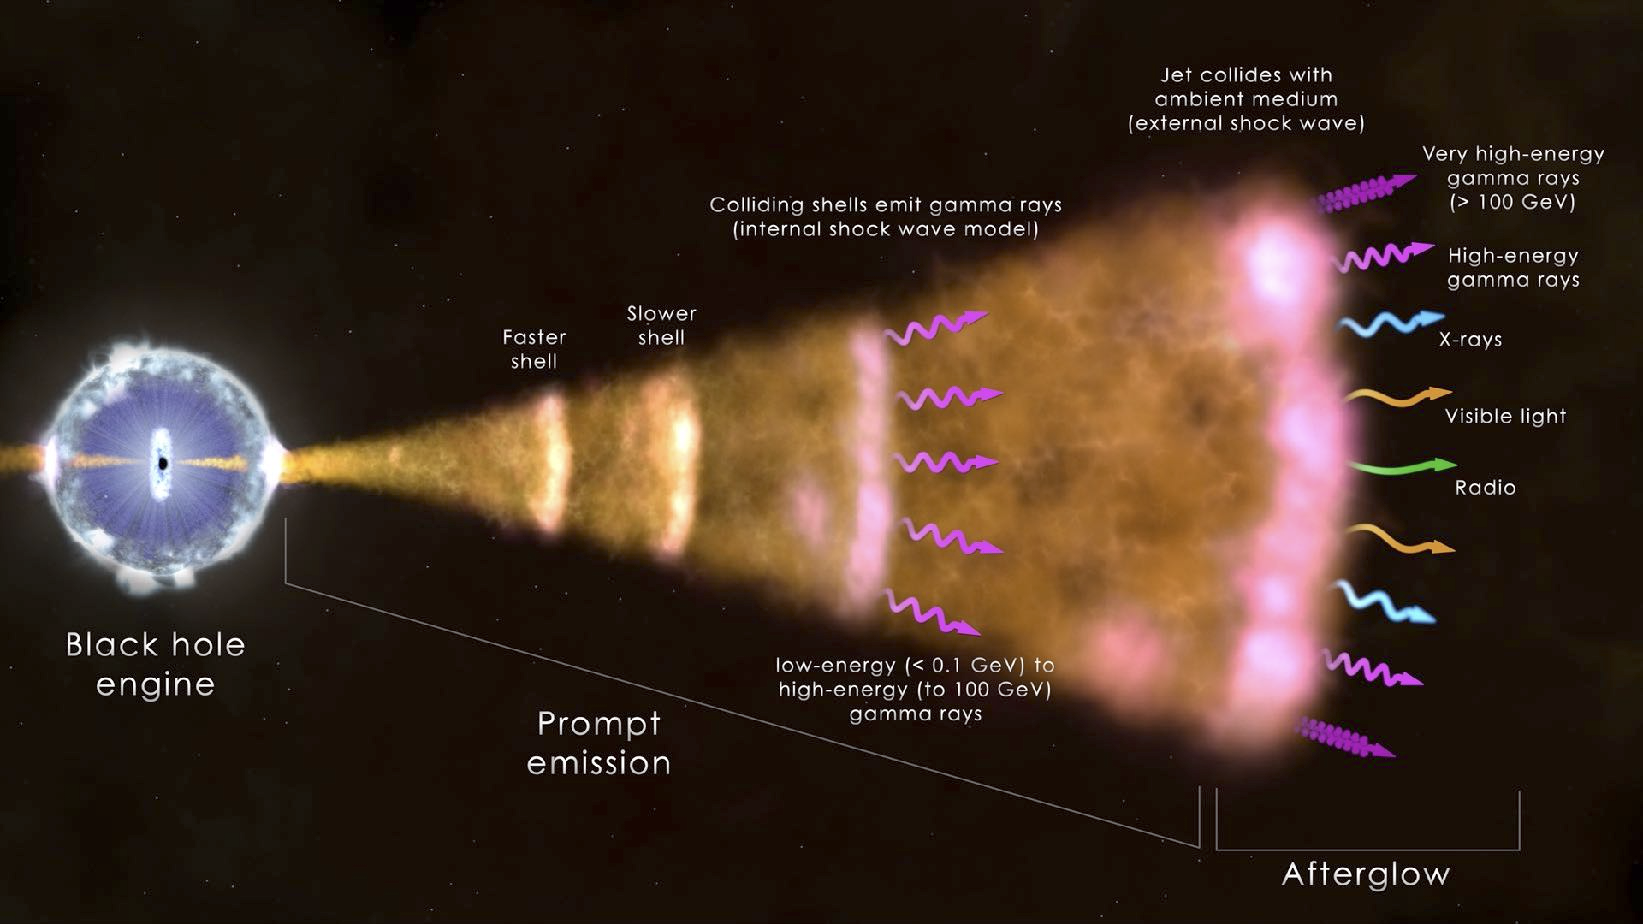 Jet collides with
ambient medium
(external shock wave)
Very high-energy
gamma rays
(> 100 GeV)
Colliding shells emit gamma rays
(internal shock wave model)
High-energy
gamma rays
Slower
shell
Faster
shell
X-rays
Visible light
Radio
Black hole
engine
low-energy (< 0.1 GeV) to
high-energy (to 100 GeV)
gamma rays
Prompt
emission
Afterglow